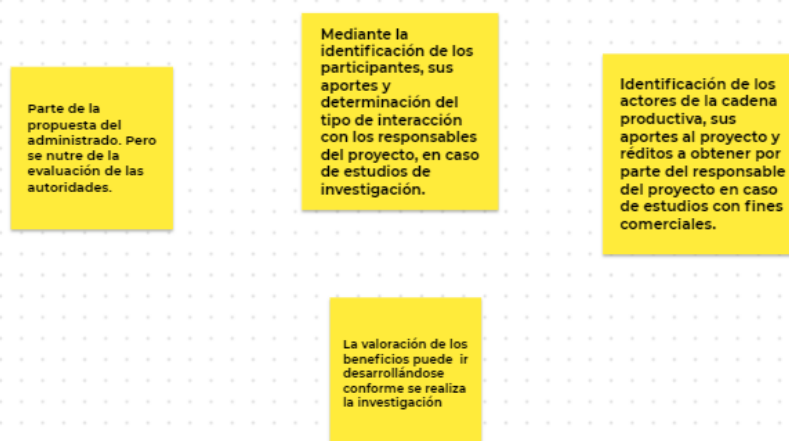 Parte de la
propuesta del
administrado. Pero
se nutre de la
evaluación de las
autoridades.
Mediante la
identificación de los
participantes, sus
aportes y
determinación del
tipo de interacción
con los responsables
del proyecto, en caso
de estudios de
investigación.
Identificación de los
actores de la cadena
productiva, sus
aportes al proyecto y
réditos a obtener por
parte del responsable
del proyecto en caso
de estudios con fines
comerciales.
La valoración de los
beneficios puede ir
desarrollándose
conforme se realiza
la investigación